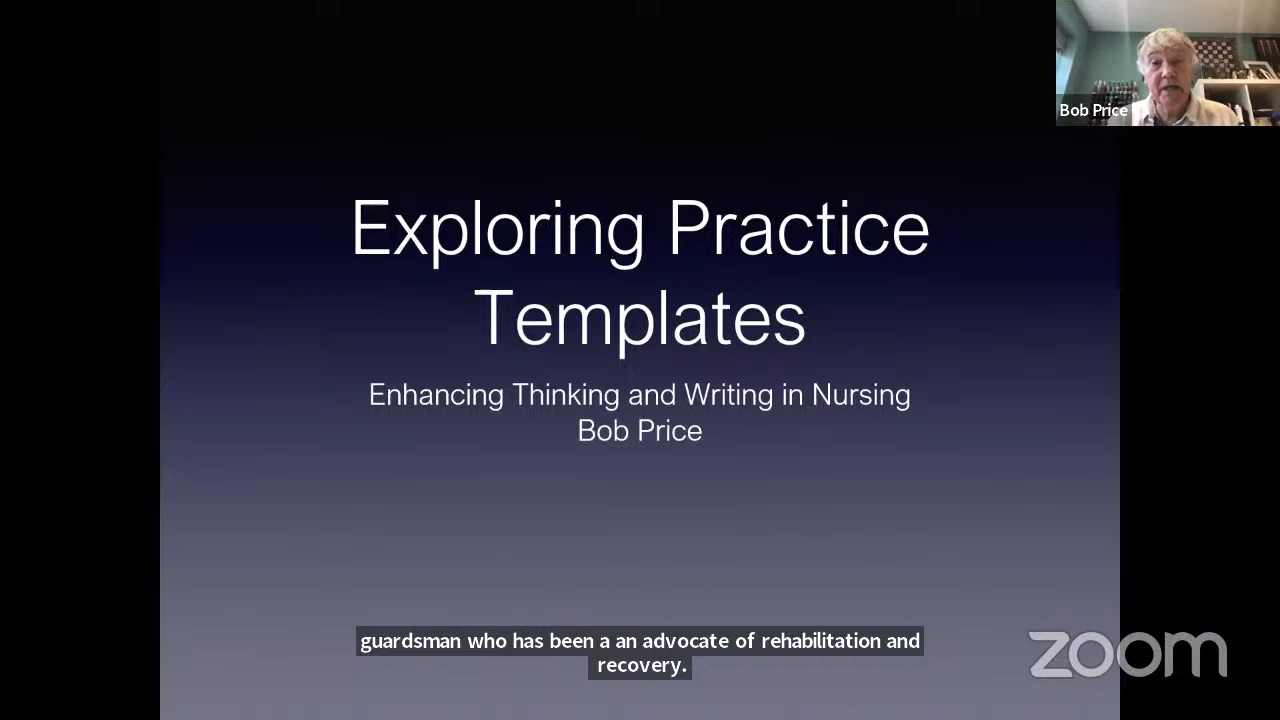 Bob Price
Exploring Practice
Templates
Enhancing Thinking and Writing in Nursing
Bob Price
guardsman who has been a an advocate of rehabilitation and
recovery.
zoom